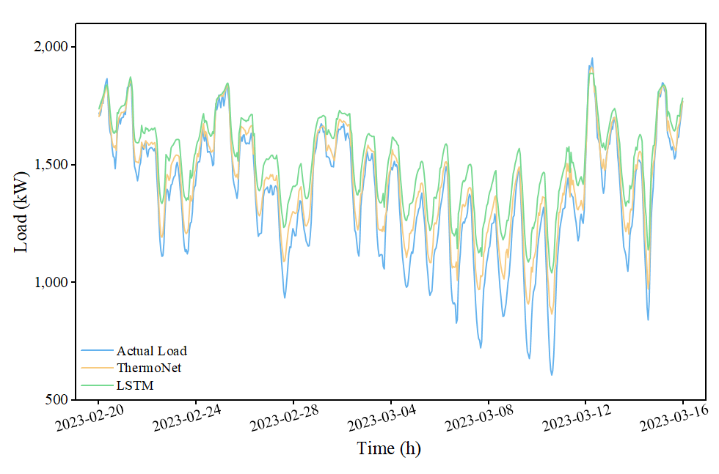 2,000
1,500
1,000
500
Load (kW)
Actual Load
ThermoNet
LSTM
2023-02-20
2023-02-24
2023-02-28
2023-03-04
2023-03-08
2023-03-12
2023-03-16
Time (h)